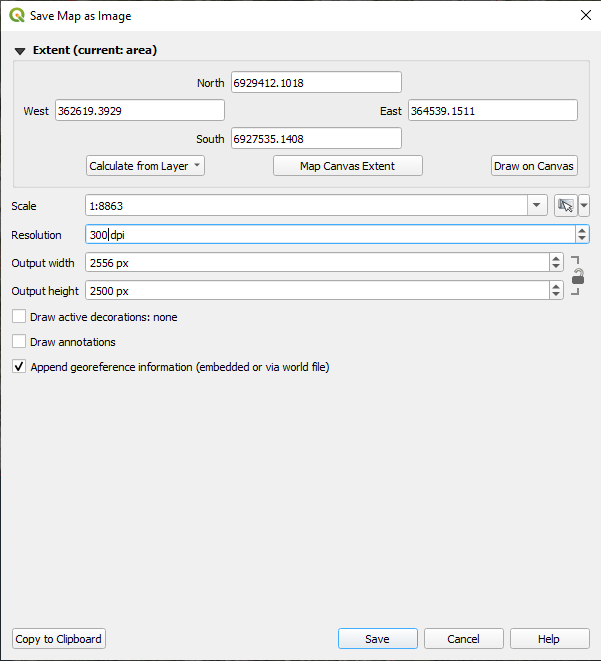 Save Map as Image
Extent (current: area)
North 6929412.1018
West 362619.3929 East 364539.1511
South 6927535.1408
Calculate from Layer Map Canvas Extent Draw on Canvas
Scale 1:8863
Resolution 300 dpi
Output width 2556 px
Output height 2500 px
Draw active decorations: none
Draw annotations
Append georeference information (embedded or via world file)
Copy to Clipboard Save Cancel Help